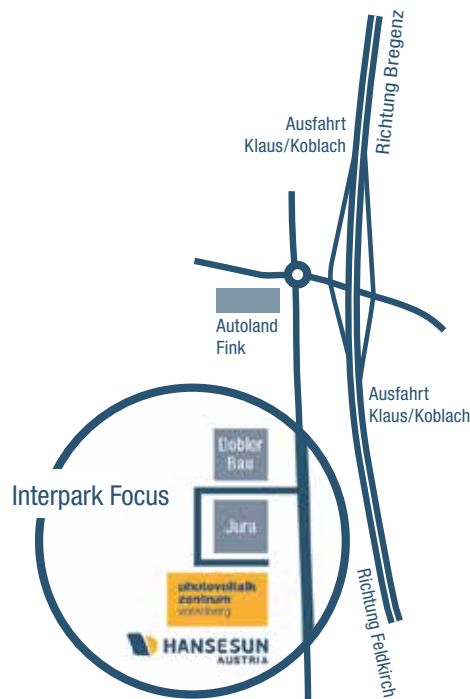 Richtung Bregenz
Ausfahrt
Klaus/Koblach
Autoland
Fink
Ausfahrt
Klaus/Koblach
Dobler
Bau
Interpark Focus
Jura
photovoltaik
zentrum
vorarlberg
HANSESUN
AUSTRIA
Richtung Feldkirch